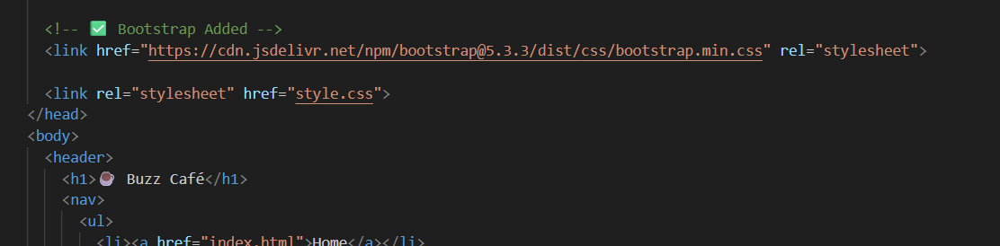 <!-- ✅ Bootstrap Added -->
<link href="https://cdn.jsdelivr.net/npm/bootstrap@5.3.3/dist/css/bootstrap.min.css" rel="stylesheet">
<link rel="stylesheet" href="style.css">
</head>
<body>
<header>
<h1>☕ Buzz Café</h1>
<nav>
<ul>
<li><a href="index.html">Home</a></li>